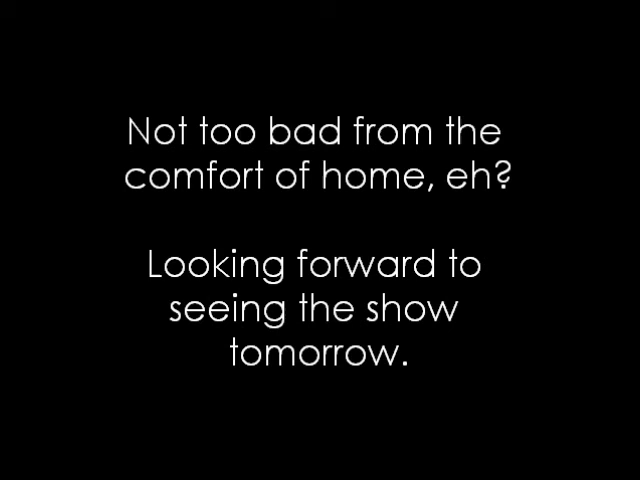 Not too bad from the
comfort of home, eh?
Looking forward to
seeing the show
tomorrow.